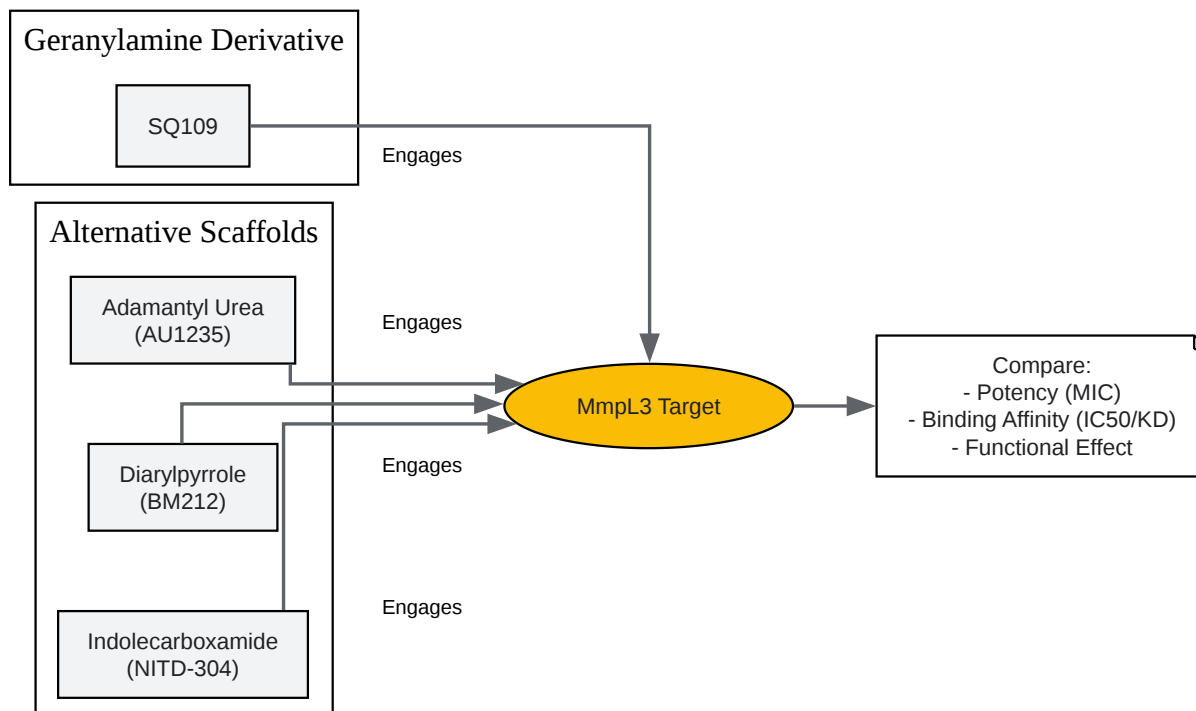 Geranylamine Derivative
SQ109
Engages
Alternative Scaffolds
Adamantyl Urea
(AU1235)
Engages
Diarylpyrrole
(BM212)
Engages
Indolecarboxamide
(NITD-304)
Engages
MmpL3 Target
Compare:
- Potency (MIC)
- Binding Affinity (IC50/KD)
- Functional Effect